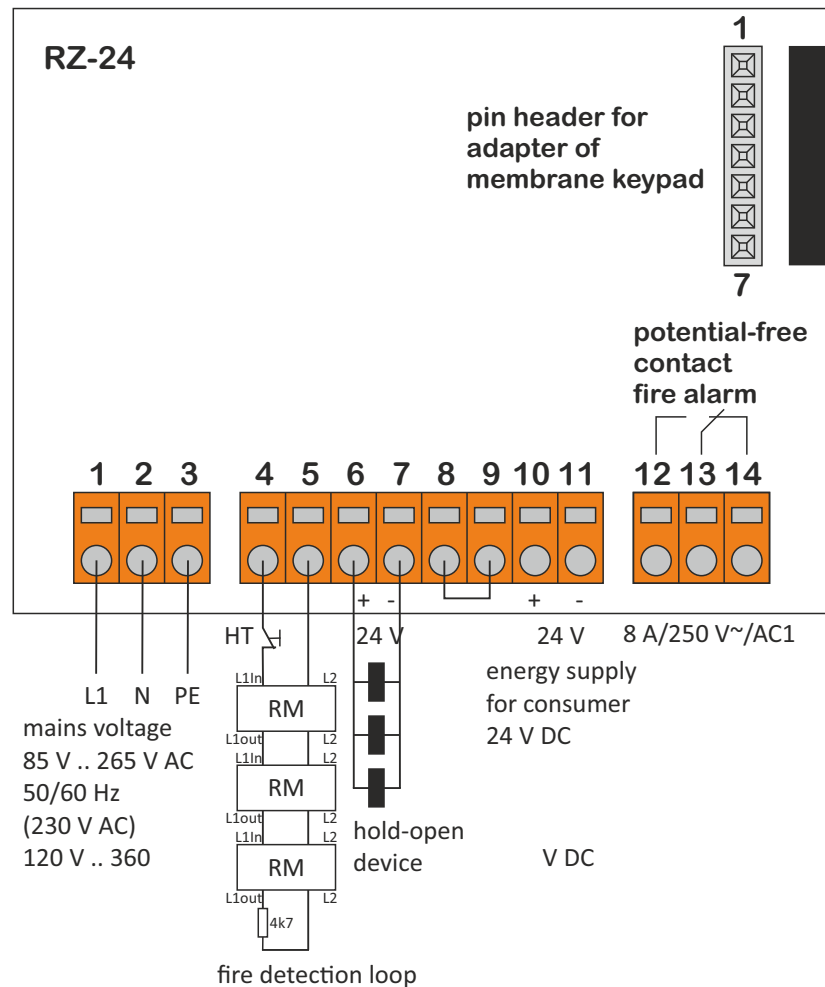 RZ-24
1
pin header for
adapter of
membrane keypad
7
potential-free
contact
fire alarm
1 2 3 4 5 6 7 8 9 10 11 12 13 14
+ - + -
HT 24 V 24 V 8 A/250 V~/AC1
L1 N PE
mains voltage
85 V .. 265 V AC
50/60 Hz
(230 V AC)
120 V .. 360 V DC
energy supply
for consumer
24 V DC
L1In L2
RM
L1out L2
L1In L2
RM
L1out L2
L1In L2
RM
L1out L2
4k7
hold-open
device
fire detection loop